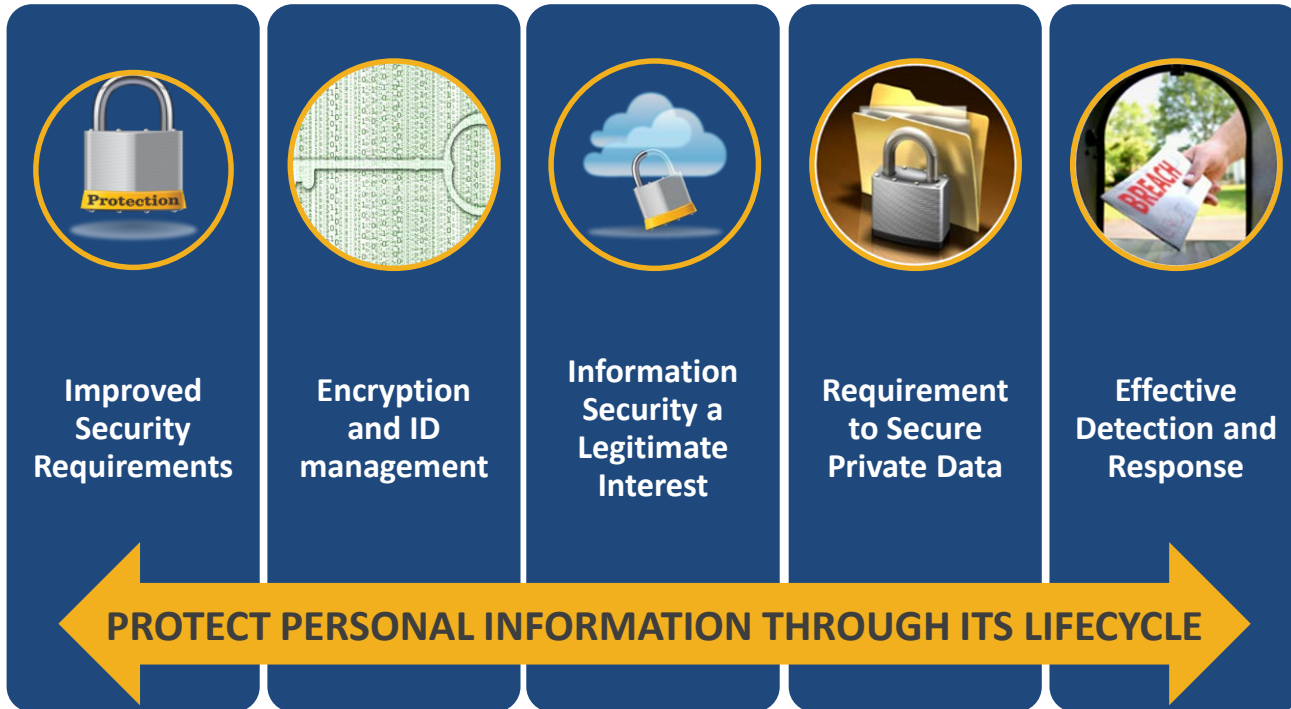 Protection
BREACH
Improved
Security
Requirements
Encryption
and ID
management
Information
Security a
Legitimate
Interest
Requirement
to Secure
Private Data
Effective
Detection and
Response
PROTECT PERSONAL INFORMATION THROUGH ITS LIFECYCLE